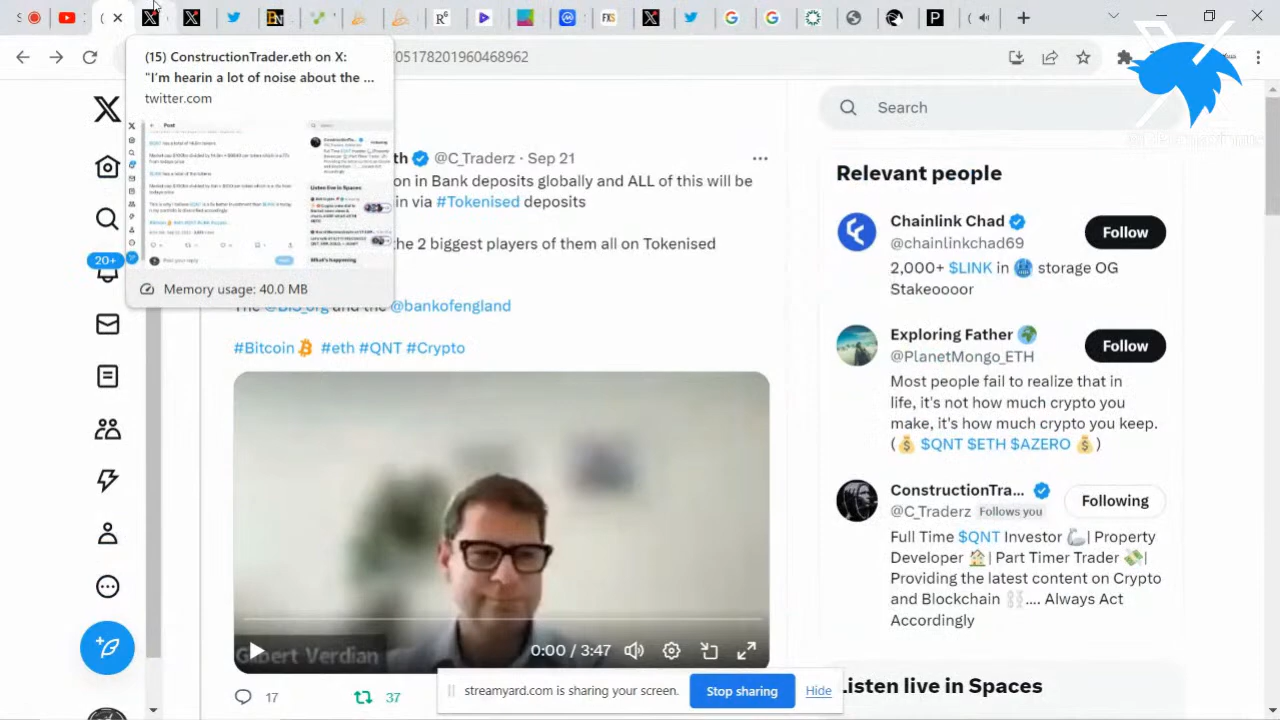 05178201960468962
(15) ConstructionTrader.eth on X:
"I'm hearin a lot of noise about the ...
twitter.com
Post
Memory usage: 40.0 MB
20+
th @C_Traderz · Sep 21
on in Bank deposits globally and ALL of this will be
in via #Tokenised deposits
the 2 biggest players of them all on Tokenised
The @BIS_org and the @bankofengland
#Bitcoin #eth #QNT #Crypto
Gilbert Verdian
0:00 / 3:47
17
37
streamyard.com is sharing your screen.
Stop sharing
Hide
Search
Relevant people
Chainlink Chad
@chainlinkchad69
Follow
2,000+ $LINK in storage OG
Stakeoooor
Exploring Father
@PlanetMongo_ETH
Follow
Most people fail to realize that in
life, it's not how much crypto you
make, it's how much crypto you keep.
( $QNT $ETH $AZERO )
ConstructionTra...
@C_Traderz Follows you
Following
Full Time $QNT Investor | Property
Developer | Part Timer Trader |
Providing the latest content on Crypto
and Blockchain .... Always Act
Accordingly
Listen live in Spaces